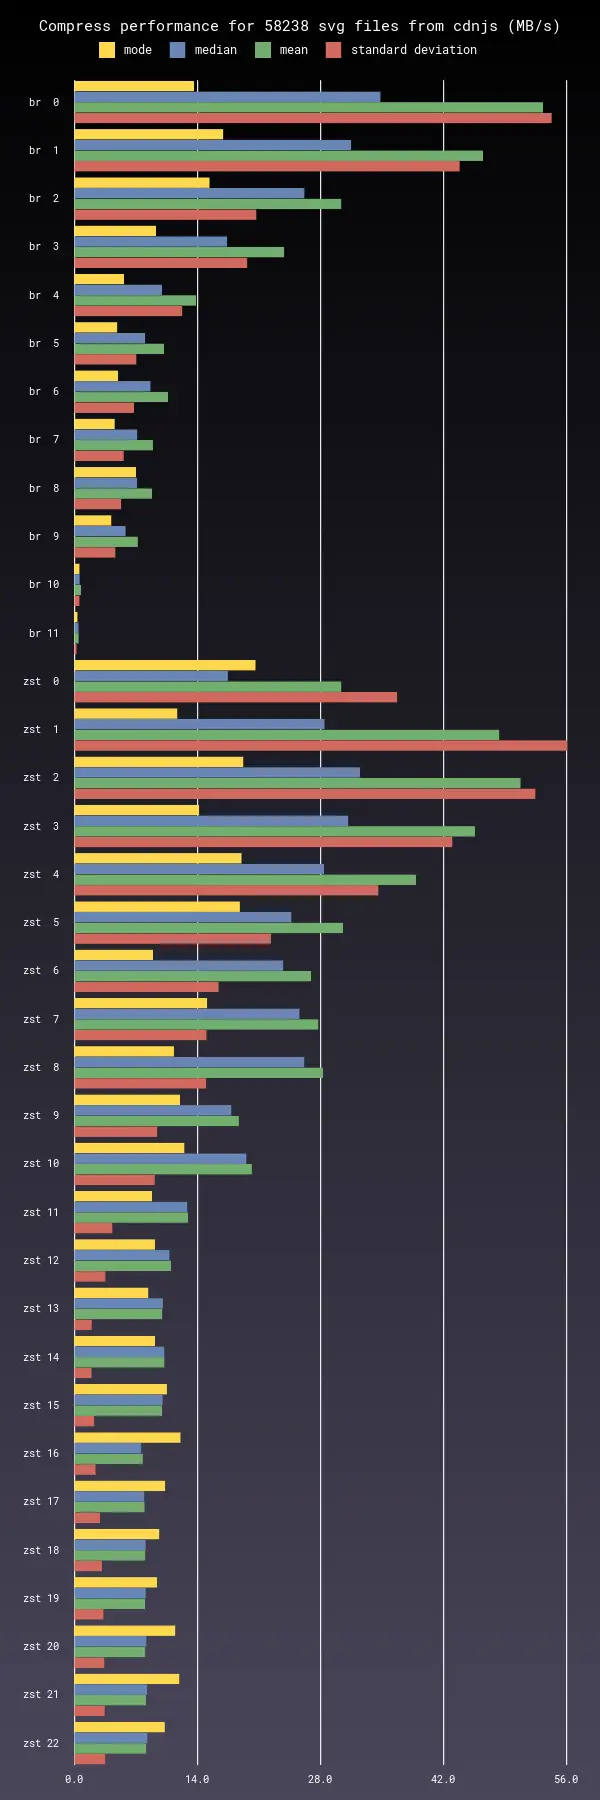 Compress performance for 58238 svg files from cdnjs (MB/s)
mode median mean standard deviation
br 0
br 1
br 2
br 3
br 4
br 5
br 6
br 7
br 8
br 9
br 10
br 11
zst 0
zst 1
zst 2
zst 3
zst 4
zst 5
zst 6
zst 7
zst 8
zst 9
zst 10
zst 11
zst 12
zst 13
zst 14
zst 15
zst 16
zst 17
zst 18
zst 19
zst 20
zst 21
zst 22
0.0 14.0 28.0 42.0 56.0